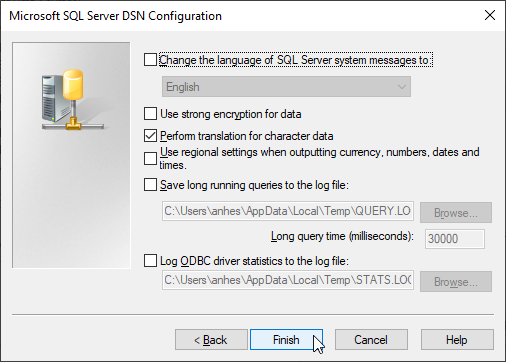 Microsoft SQL Server DSN Configuration
Change the language of SQL Server system messages to:
English
Use strong encryption for data
Perform translation for character data
Use regional settings when outputting currency, numbers, dates and
times.
Save long running queries to the log file:
C:\Users\anhes\AppData\Local\Temp\QUERY.LO
Browse...
Long query time (milliseconds):
30000
Log ODBC driver statistics to the log file:
C:\Users\anhes\AppData\Local\Temp\STATS.LOG
Browse...
< Back
Finish
Cancel
Help